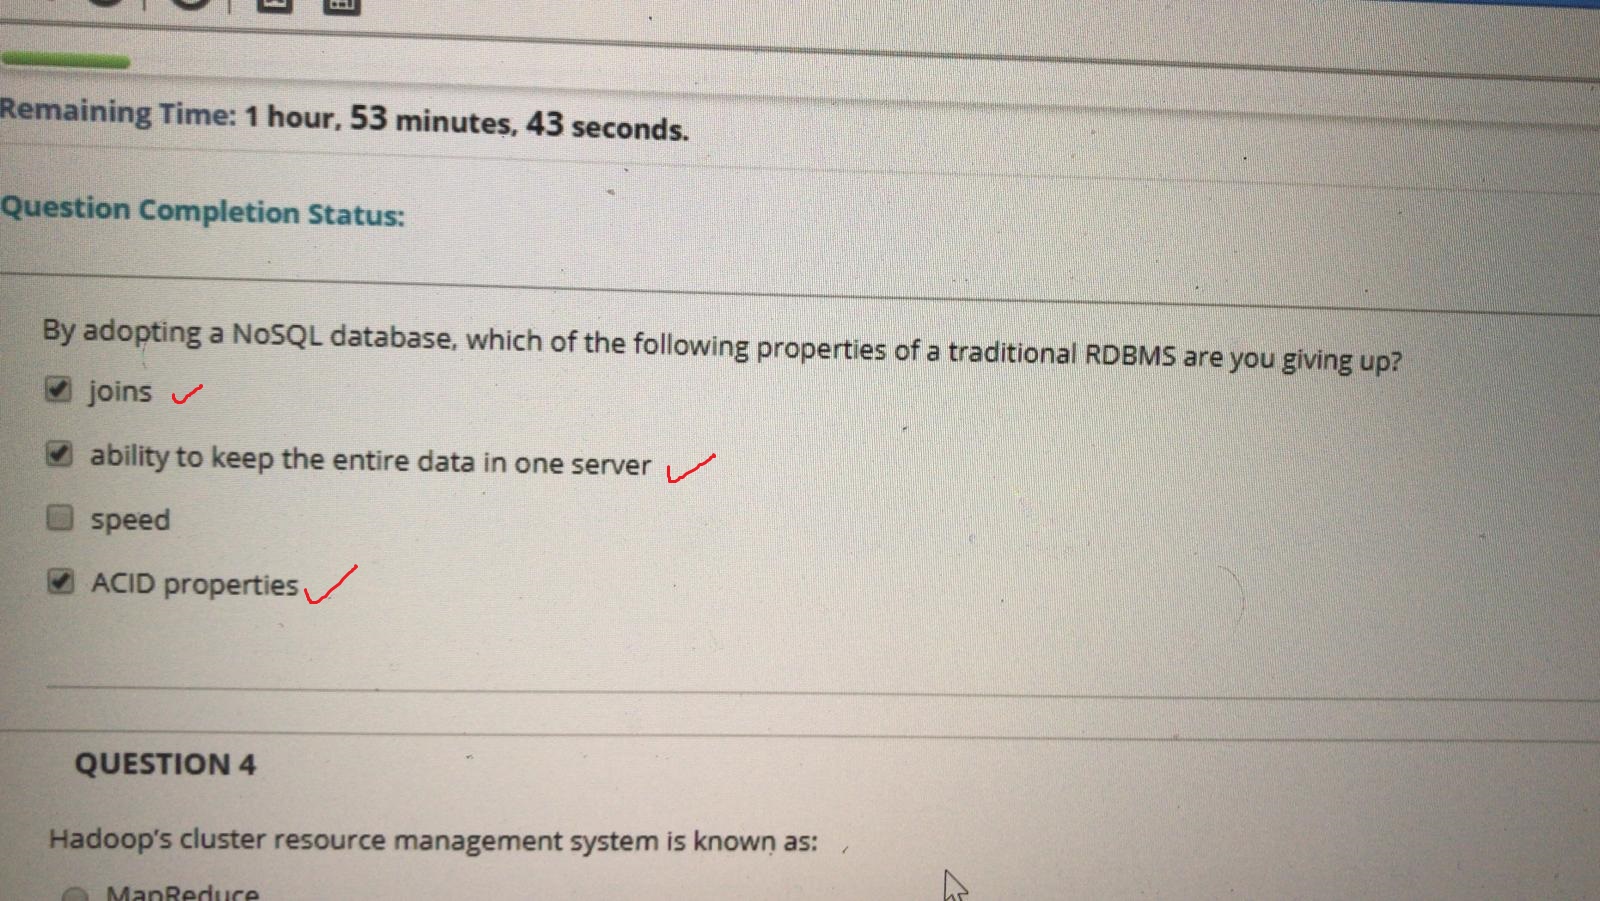 Remaining Time: 1 hour, 53 minutes, 43 seconds.
Question Completion Status:
By adopting a NoSQL database, which of the following properties of a traditional RDBMS are you giving up?
joins
ability to keep the entire data in one server
speed
ACID properties
QUESTION 4
Hadoop's cluster resource management system is known as:
MapReduce